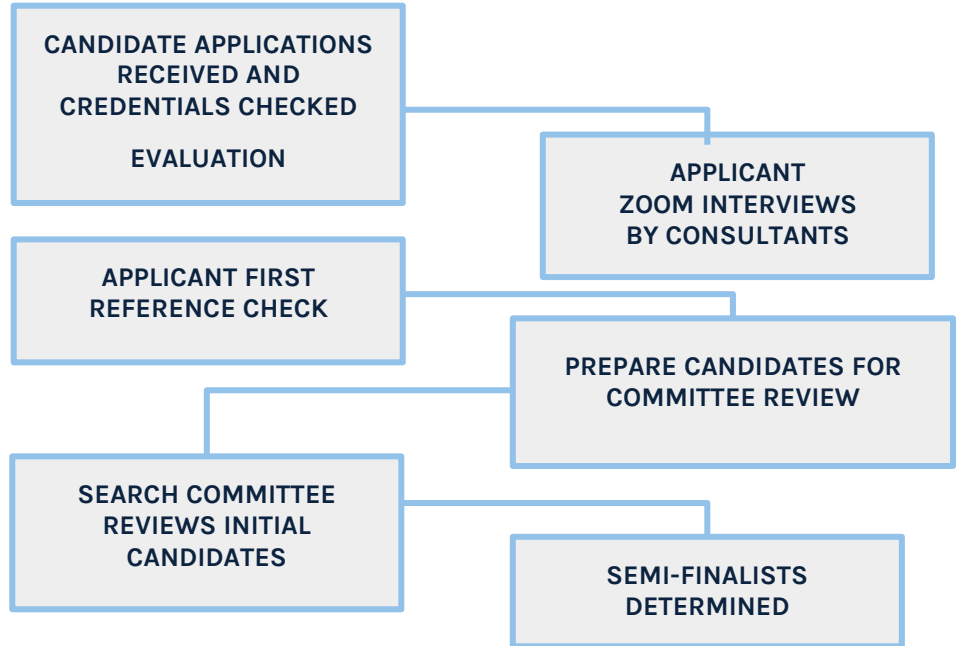 CANDIDATE APPLICATIONS
RECEIVED AND
CREDENTIALS CHECKED
EVALUATION
APPLICANT
ZOOM INTERVIEWS
BY CONSULTANTS
APPLICANT FIRST
REFERENCE CHECK
PREPARE CANDIDATES FOR
COMMITTEE REVIEW
SEARCH COMMITTEE
REVIEWS INITIAL
CANDIDATES
SEMI-FINALISTS
DETERMINED